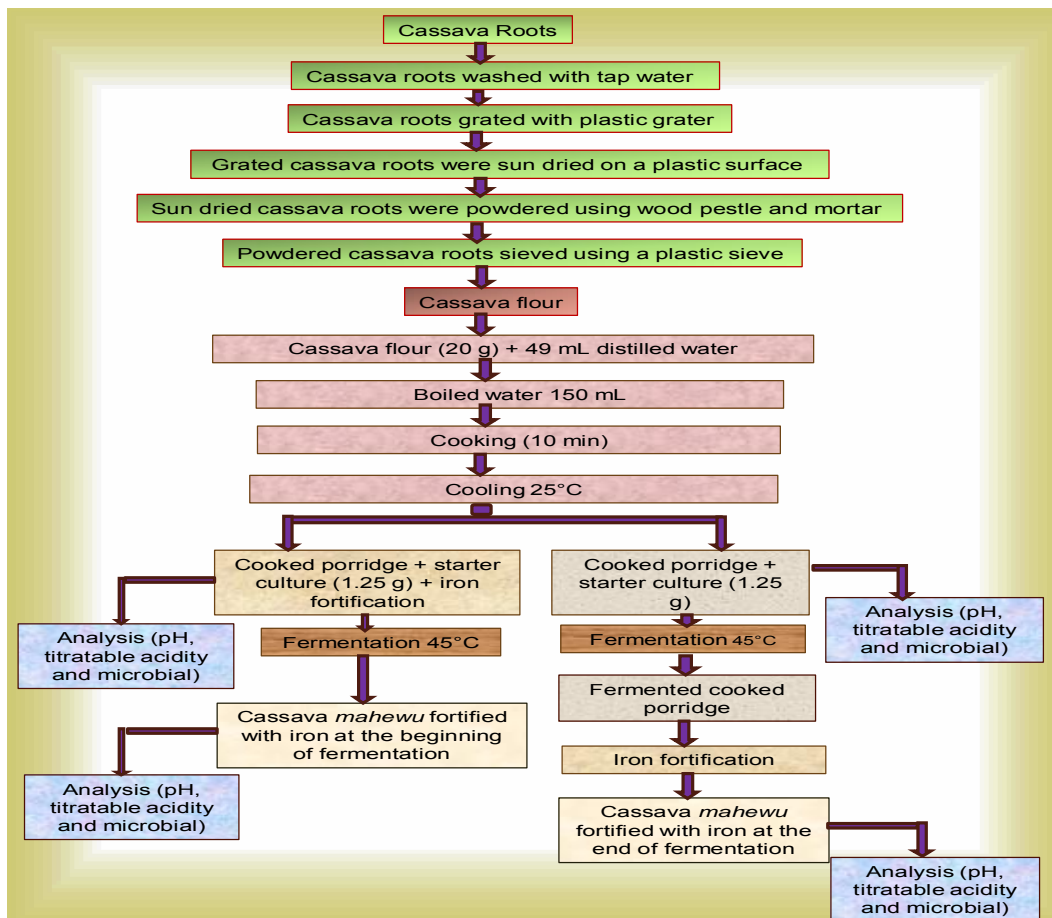 Cassava Roots
Cassava roots washed with tap water
Cassava roots grated with plastic grater
Grated cassava roots were sun dried on a plastic surface
Sun dried cassava roots were powdered using wood pestle and mortar
Powdered cassava roots sieved using a plastic sieve
Cassava flour
Cassava flour (20 g) + 49 mL distilled water
Boiled water 150 mL
Cooking (10 min)
Cooling 25°C
Cooked porridge + starter
culture (1.25 g) + iron
fortification
Analysis (pH,
titratable acidity
and microbial)
Fermentation 45°C
Cassava mahewu fortified
with iron at the beginning
of fermentation
Analysis (pH,
titratable acidity
and microbial)
Cooked porridge +
starter culture (1.25
g)
Analysis (pH,
titratable acidity
and microbial)
Fermentation 45°C
Fermented cooked
porridge
Iron fortification
Cassava mahewu
fortified with iron at the
end of fermentation
Analysis (pH,
titratable acidity
and microbial)